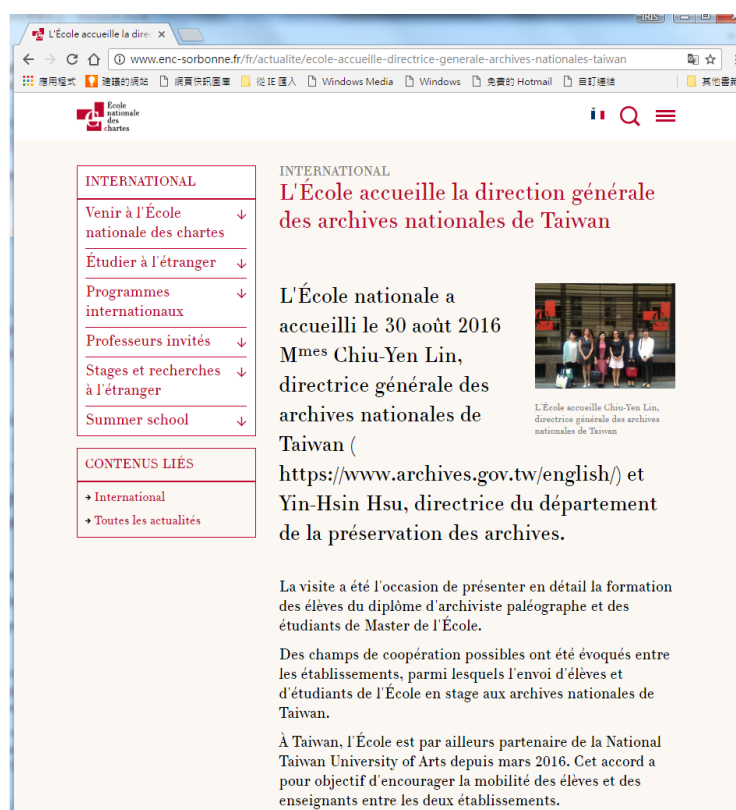 IRIS
L'École accueille la direc
www.enc-sorbonne.fr/fr/actualite/ecole-accueille-directrice-generale-archives-nationales-taiwan
應用程式 建議的網站 網頁快訊圖庫 從 IE 匯入 Windows Media Windows 免費的 Hotmail 自訂連結 其他書籤
École
nationale
des
chartes
INTERNATIONAL
Venir à l'École
nationale des chartes
Étudier à l'étranger
Programmes
internationaux
Professeurs invités
Stages et recherches
à l'étranger
Summer school
CONTENUS LIÉS
International
Toutes les actualités
INTERNATIONAL
L'École accueille la direction générale
des archives nationales de Taiwan
L'École nationale a
accueilli le 30 août 2016
Mmes Chiu-Yen Lin,
directrice générale des
archives nationales de
Taiwan (
https://www.archives.gov.tw/english/) et
Yin-Hsin Hsu, directrice du département
de la préservation des archives.
L'École accueille Chiu-Yen Lin,
directrice générale des archives
nationales de Taiwan
La visite a été l'occasion de présenter en détail la formation
des élèves du diplôme d'archiviste paléographe et des
étudiants de Master de l'École.
Des champs de coopération possibles ont été évoqués entre
les établissements, parmi lesquels l'envoi d'élèves et
d'étudiants de l'École en stage aux archives nationales de
Taiwan.
À Taiwan, l'École est par ailleurs partenaire de la National
Taiwan University of Arts depuis mars 2016. Cet accord a
pour objectif d'encourager la mobilité des élèves et des
enseignants entre les deux établissements.